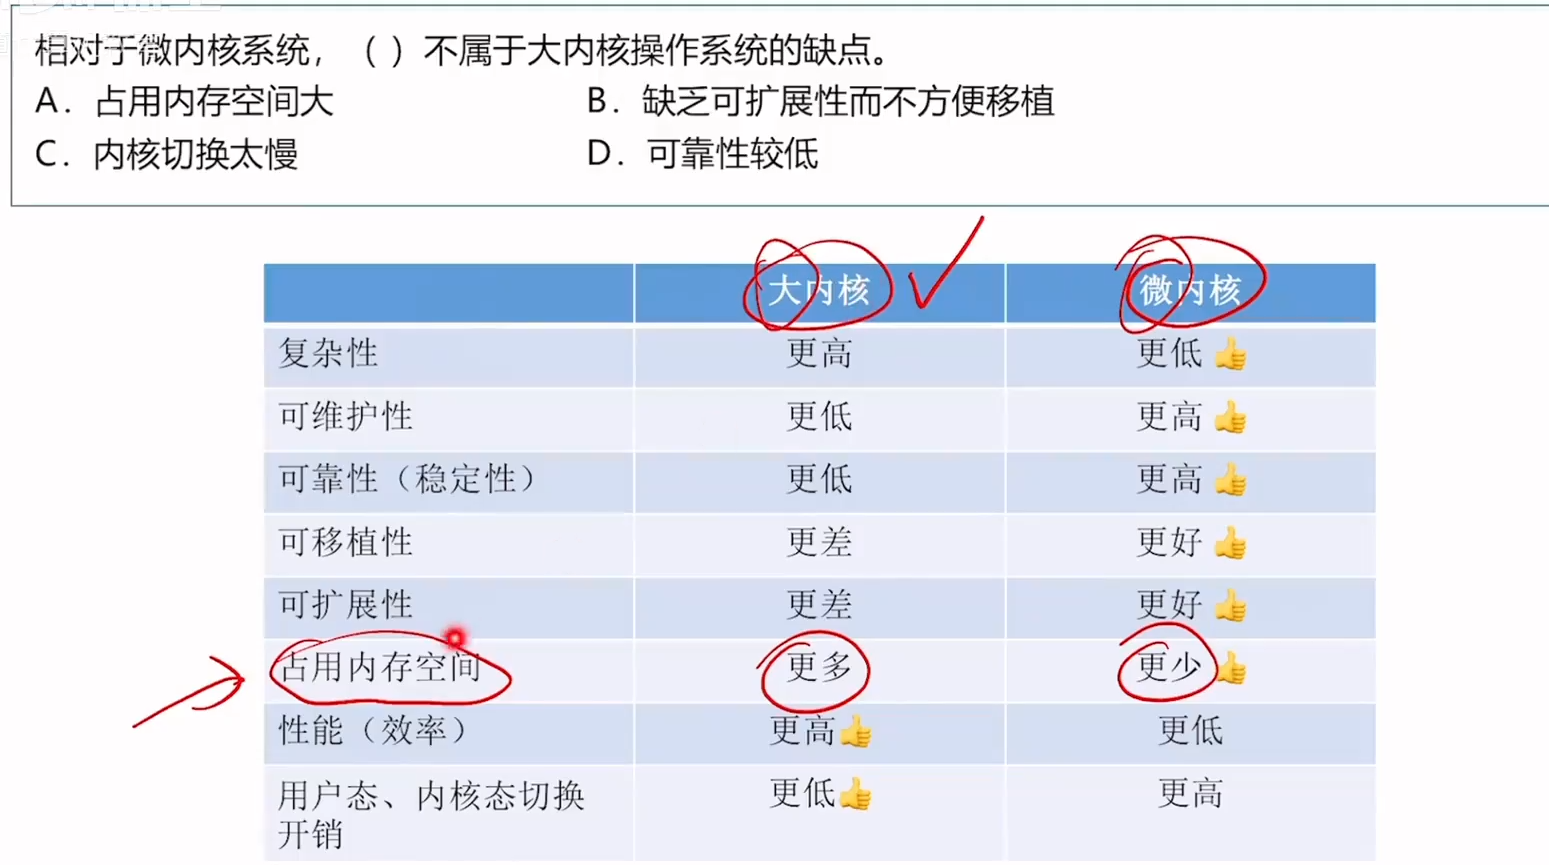 相对于微内核系统，（ ）不属于大内核操作系统的缺点。
A. 占用内存空间大 B. 缺乏可扩展性而不方便移植
C. 内核切换太慢 D. 可靠性较低
大内核 微内核
复杂性 更高 更低👍
可维护性 更低 更高👍
可靠性（稳定性） 更低 更高👍
可移植性 更差 更好👍
可扩展性 更差 更好👍
占用内存空间 更多 更少👍
性能（效率） 更高👍 更低
用户态、内核态切换 更低👍 更高
开销